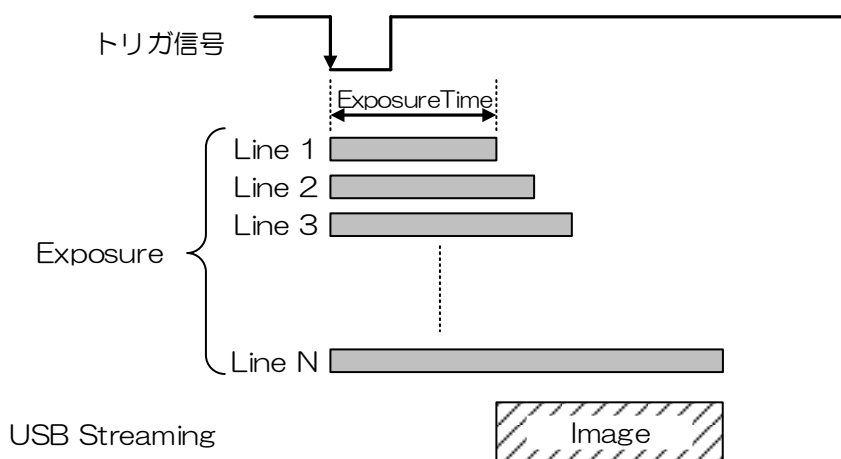 トリガ信号
ExposureTime
Line 1
Line 2
Line 3
Exposure
Line N
USB Streaming
Image